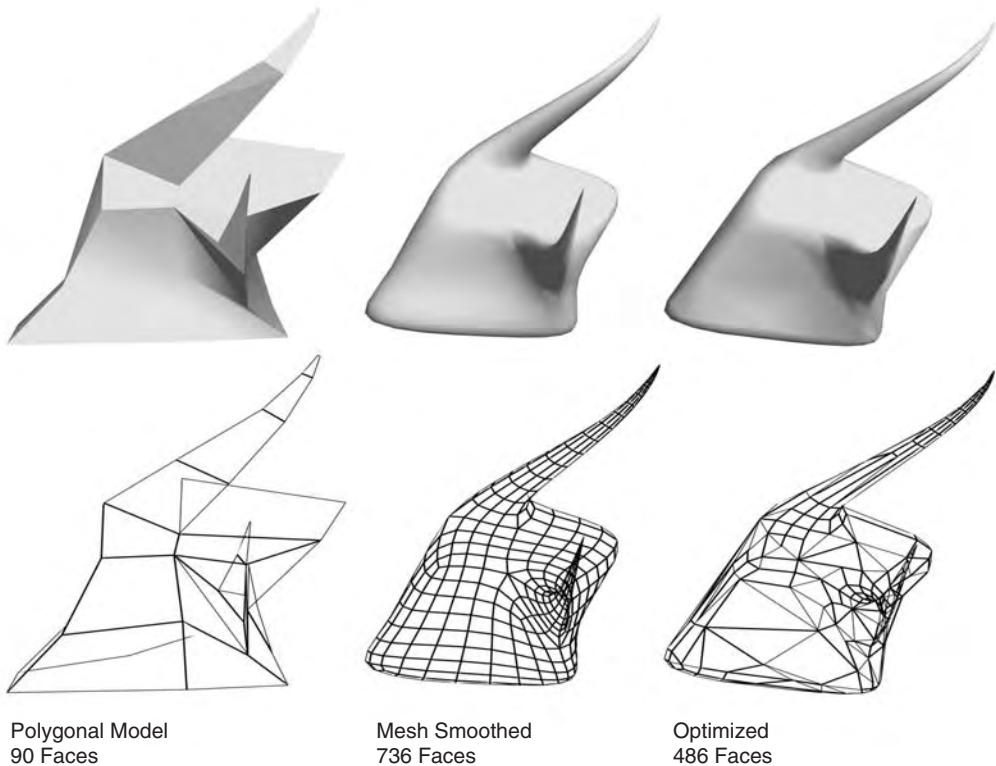 Polygonal Model
90 Faces
Mesh Smoothed
736 Faces
Optimized
486 Faces